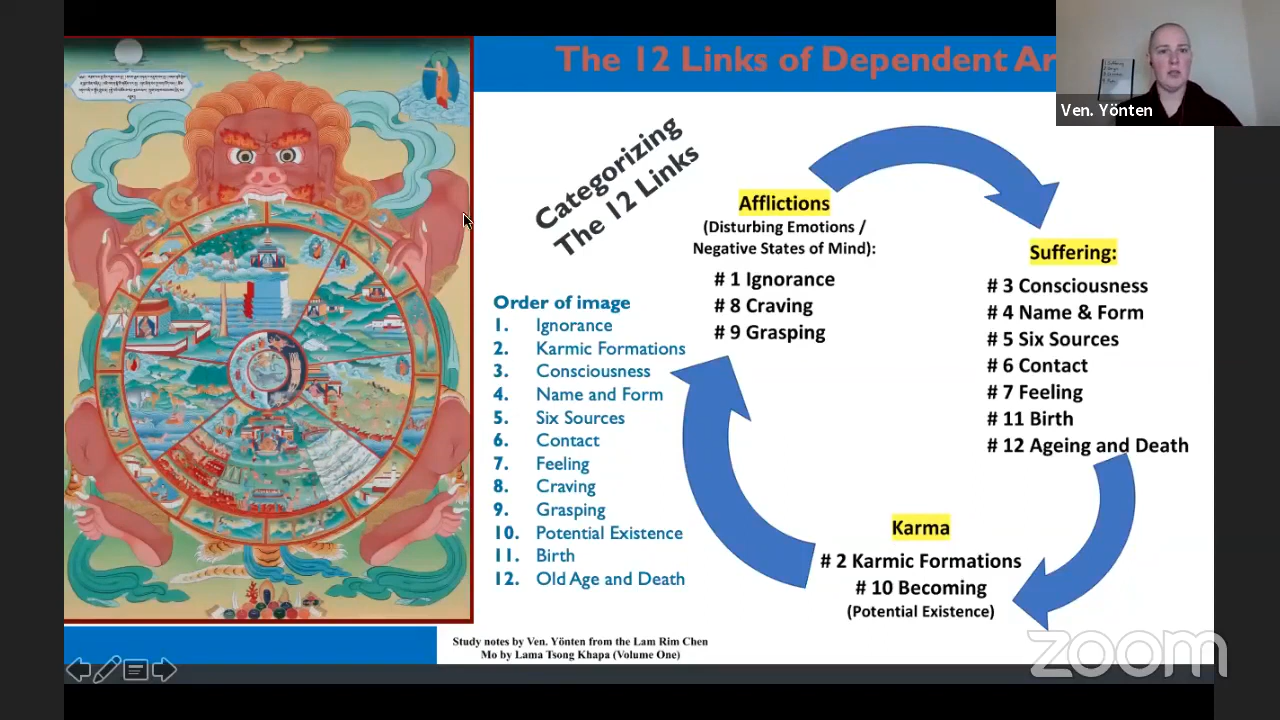 The 12 Links of Dependent Ar
Ven. Yönten
Categorizing
The 12 Links
Afflictions
(Disturbing Emotions /
Negative States of Mind):
# 1 Ignorance
# 8 Craving
# 9 Grasping
Suffering:
# 3 Consciousness
# 4 Name & Form
# 5 Six Sources
# 6 Contact
# 7 Feeling
# 11 Birth
# 12 Ageing and Death
Order of image
1. Ignorance
2. Karmic Formations
3. Consciousness
4. Name and Form
5. Six Sources
6. Contact
7. Feeling
8. Craving
9. Grasping
10. Potential Existence
11. Birth
12. Old Age and Death
Karma
# 2 Karmic Formations
# 10 Becoming
(Potential Existence)
Study notes by Ven. Yönten from the Lam Rim Chen
Mo by Lama Tsong Khapa (Volume One)
zoom